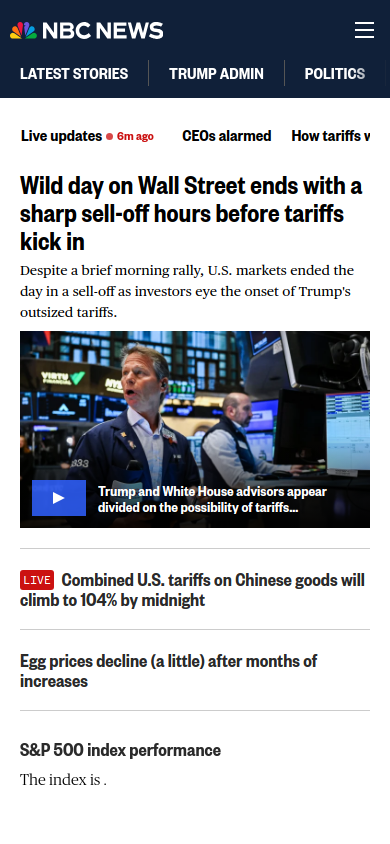 NBC NEWS
LATEST STORIES
TRUMP ADMIN
POLITICS
Live updates
6m ago
CEOs alarmed
How tariffs
Wild day on Wall Street ends with a
sharp sell-off hours before tariffs
kick in
Despite a brief morning rally, U.S. markets ended the
day in a sell-off as investors eye the onset of Trump's
outsized tariffs.
VIRTU
FINANCIAL
833
Trump and White House advisors appear
divided on the possibility of tariffs...
LIVE Combined U.S. tariffs on Chinese goods will
climb to 104% by midnight
Egg prices decline (a little) after months of
increases
S&P 500 index performance
The index is .